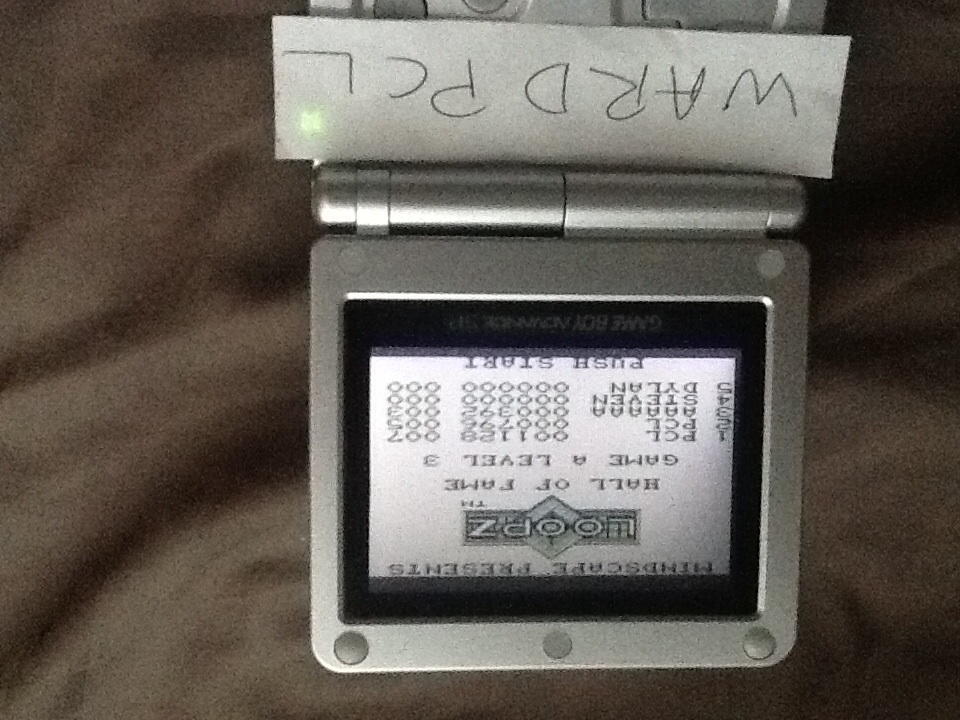 MINDSCAPE PRESENTS
LOOPZ ™
HALL OF FAME
GAME A LEVEL 3
1 PCL 001128 007
2 PCL 000796 005
3 AAAAAA 000392 003
4 STEVEN 000000 000
5 DYLAN 000000 000
PUSH START
GAME BOY ADVANCE SP
WARD PCL